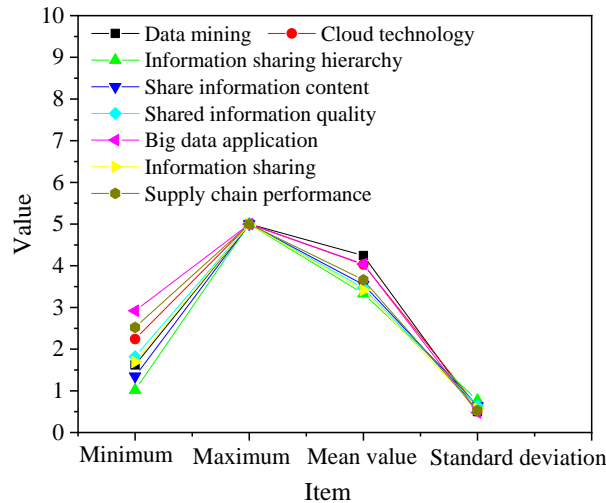 10
9
8
7
6
5
4
3
2
1
0
Value
Data mining Cloud technology
Information sharing hierarchy
Share information content
Shared information quality
Big data application
Information sharing
Supply chain performance
Minimum Maximum Mean value Standard deviation
Item